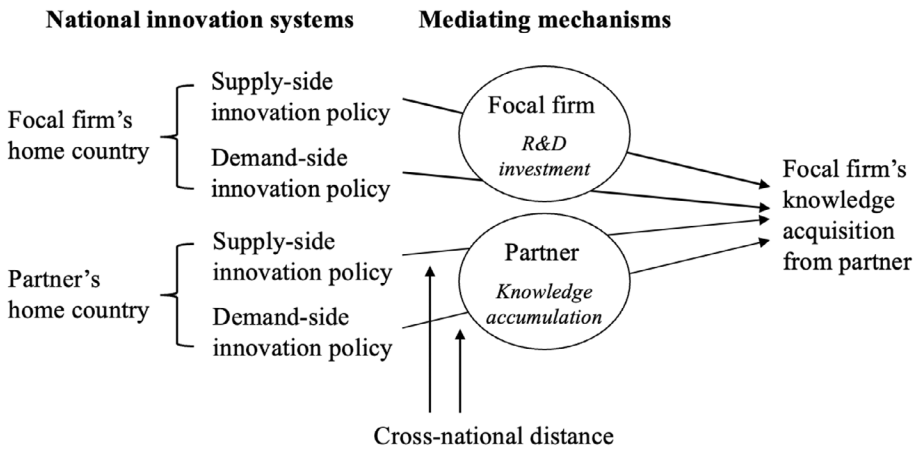 National innovation systems
Mediating mechanisms
Focal firm's
home country
Supply-side
innovation policy
Demand-side
innovation policy
Focal firm
R&D
investment
Partner's
home country
Supply-side
innovation policy
Demand-side
innovation policy
Partner
Knowledge
accumulation
Focal firm's
knowledge
acquisition
from partner
Cross-national distance